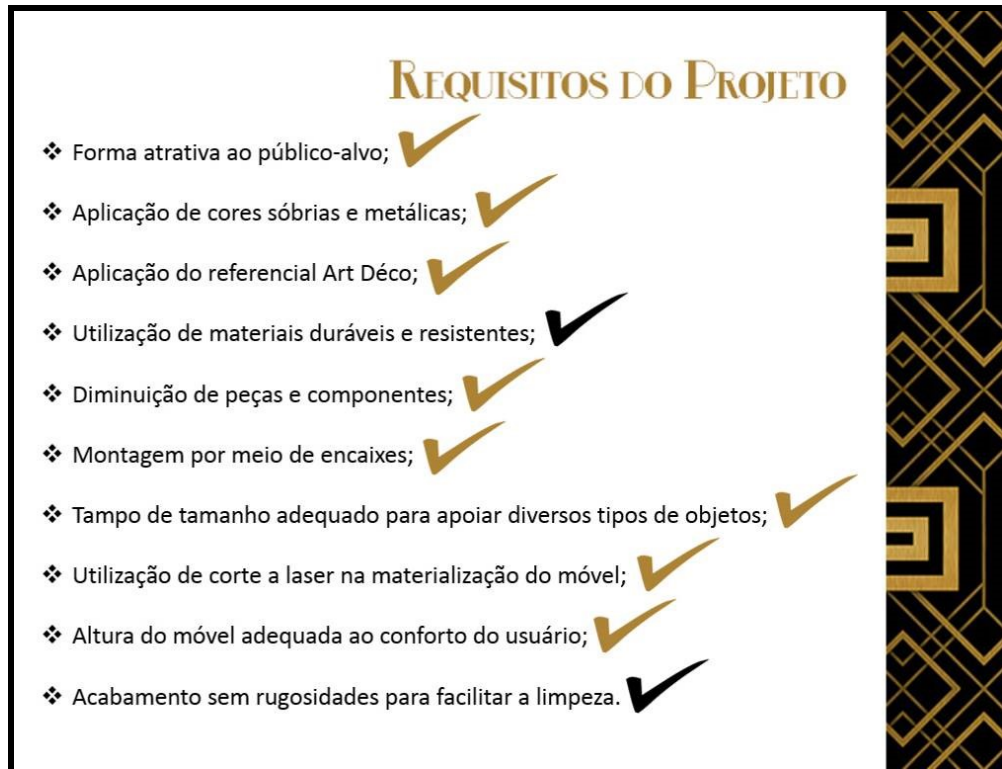 Requisitos do Projeto
❖ Forma atrativa ao público-alvo;
❖ Aplicação de cores sóbrias e metálicas;
❖ Aplicação do referencial Art Déco;
❖ Utilização de materiais duráveis e resistentes;
❖ Diminuição de peças e componentes;
❖ Montagem por meio de encaixes;
❖ Tampo de tamanho adequado para apoiar diversos tipos de objetos;
❖ Utilização de corte a laser na materialização do móvel;
❖ Altura do móvel adequada ao conforto do usuário;
❖ Acabamento sem rugosidades para facilitar a limpeza.